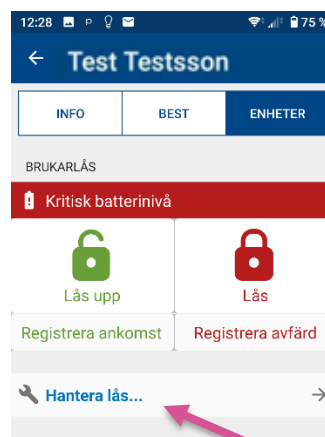 12:28 P 75 %
Test Testsson
INFO BEST ENHETER
BRUKARLÅS
Kritisk batterinivå
Lås upp Lås
Registrera ankomst Registrera avfärd
Hantera lås...